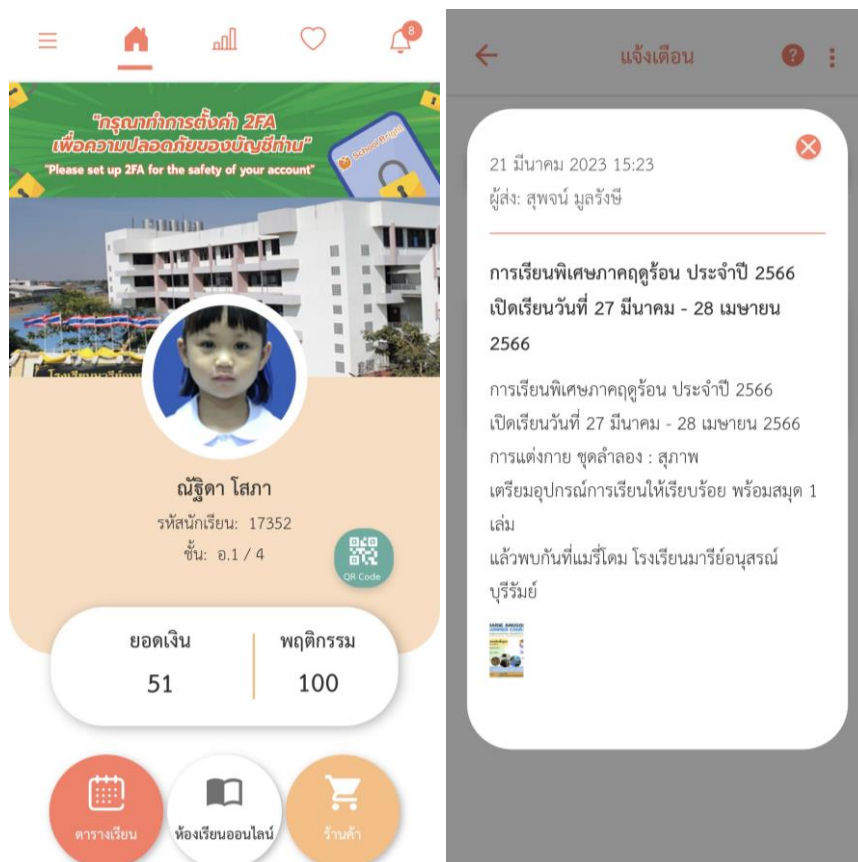 8
"กรุณาทำการตั้งค่า 2FA
เพื่อความปลอดภัยของบัญชีท่าน"
"Please set up 2FA for the safety of your account"
SchoolBright
ณัฐิดา โสภา
รหัสนักเรียน: 17352
ชั้น: อ.1 / 4
QR Code
ยอดเงิน
พฤติกรรม
51
100
ตารางเรียน
ห้องเรียนออนไลน์
ร้านค้า
แจ้งเตือน
?
21 มีนาคม 2023 15:23
ผู้ส่ง: สุพจน์ มูลรังษี
การเรียนพิเศษภาคฤดูร้อน ประจำปี 2566
เปิดเรียนวันที่ 27 มีนาคม - 28 เมษายน
2566
การเรียนพิเศษภาคฤดูร้อน ประจำปี 2566
เปิดเรียนวันที่ 27 มีนาคม - 28 เมษายน 2566
การแต่งกาย ชุดลำลอง : สุภาพ
เตรียมอุปกรณ์การเรียนให้เรียบร้อย พร้อมสมุด 1
เล่ม
แล้วพบกันที่แมรี่โดม โรงเรียนมารีย์อนุสรณ์
บุรีรัมย์